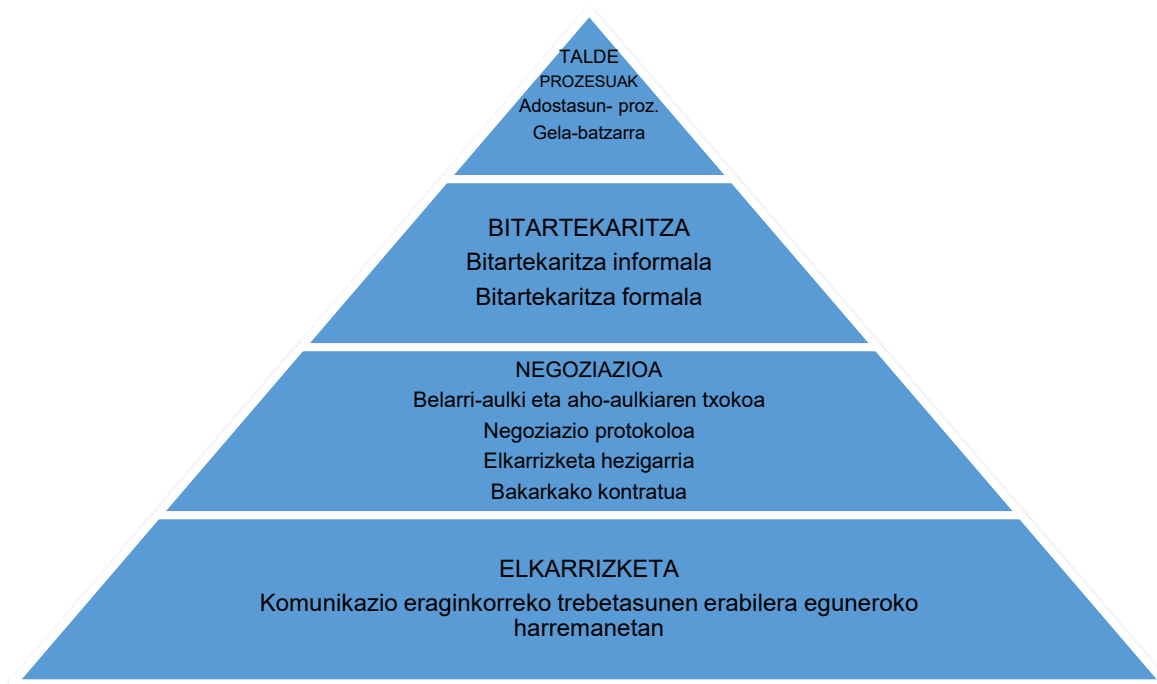 TALDE
PROZESUAK
Adostasun- proz.
Gela-batzarra
BITARTEKARITZA
Bitartekaritza informala
Bitartekaritza formala
NEGOZIAZIOA
Belarri-aulki eta aho-aulkiaren txokoa
Negoziazio protokoloa
Elkarrizketa hezigarria
Bakarkako kontratua
ELKARRIZKETA
Komunikazio eraginkorreko trebetasunen erabilera eguneroko
harremanetan